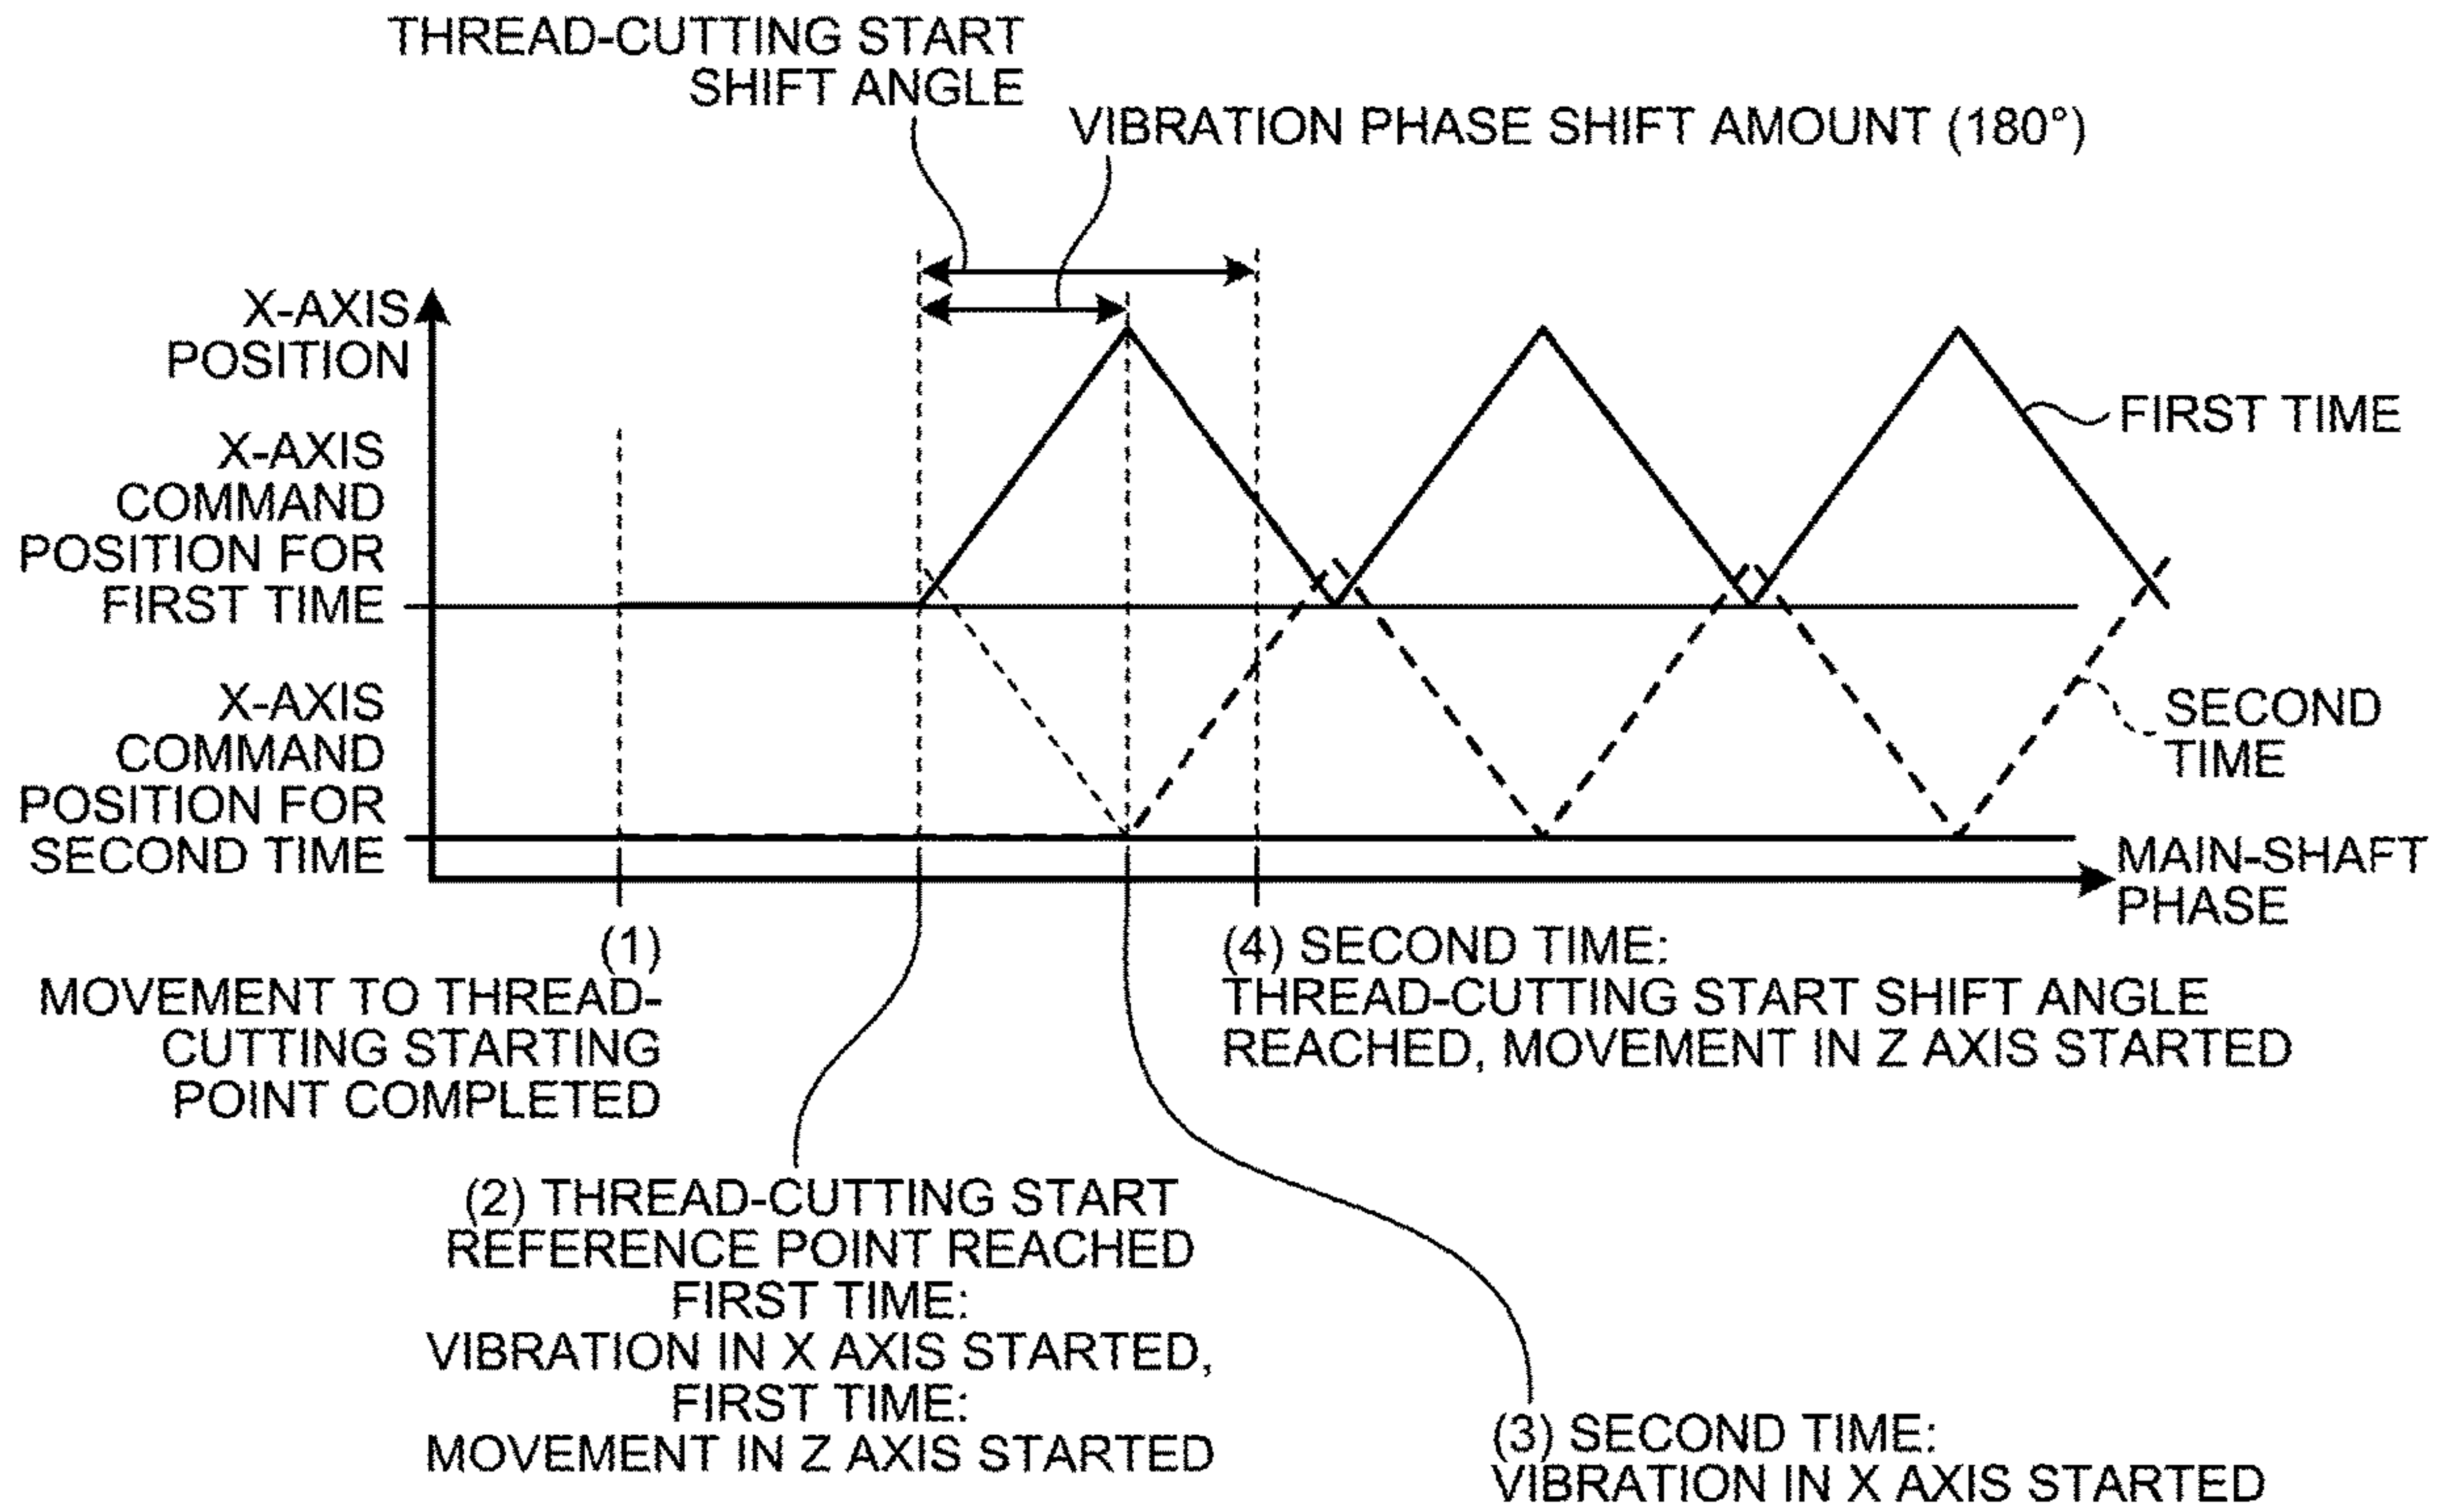 THREAD-CUTTING START
SHIFT ANGLE
VIBRATION PHASE SHIFT AMOUNT (180°)
X-AXIS
POSITION
FIRST TIME
X-AXIS
COMMAND
POSITION FOR
FIRST TIME
X-AXIS
COMMAND
POSITION FOR
SECOND TIME
SECOND
TIME
MAIN-SHAFT
PHASE
(1)
MOVEMENT TO THREAD-
CUTTING STARTING
POINT COMPLETED
(4) SECOND TIME:
THREAD-CUTTING START SHIFT ANGLE
REACHED, MOVEMENT IN Z AXIS STARTED
(2) THREAD-CUTTING START
REFERENCE POINT REACHED
FIRST TIME:
VIBRATION IN X AXIS STARTED,
FIRST TIME:
MOVEMENT IN Z AXIS STARTED
(3) SECOND TIME:
VIBRATION IN X AXIS STARTED